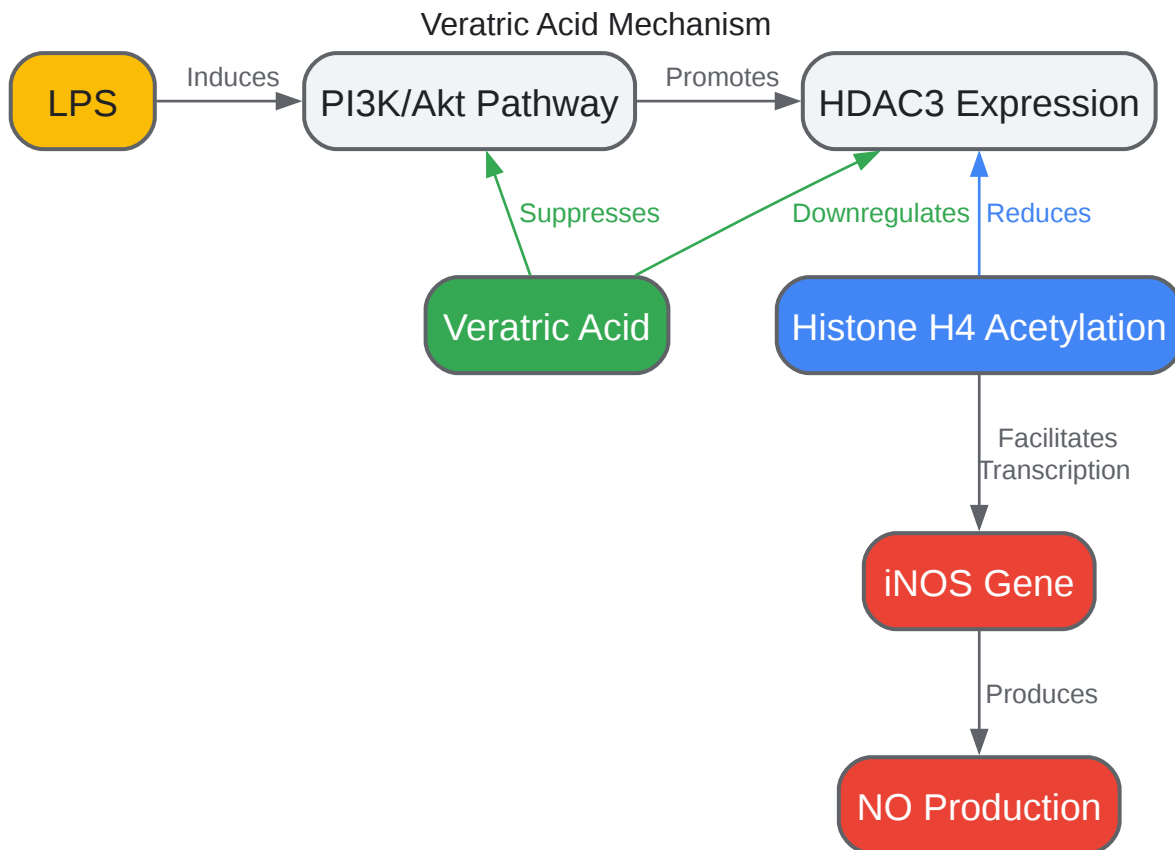 Veratric Acid Mechanism
LPS
Induces
PI3K/Akt Pathway
Promotes
HDAC3 Expression
Suppresses
Downregulates
Reduces
Veratric Acid
Histone H4 Acetylation
Facilitates
Transcription
iNOS Gene
Produces
NO Production